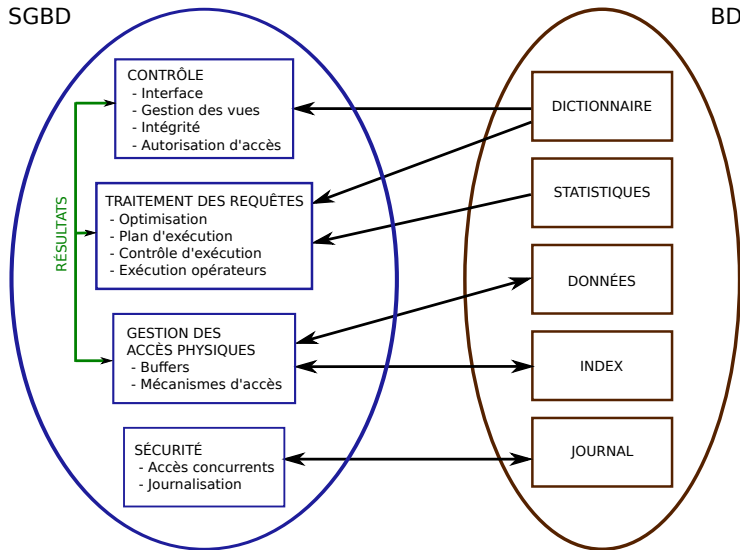 SGBD
BD
CONTRÔLE
- Interface
- Gestion des vues
- Intégrité
- Autorisation d'accès
TRAITEMENT DES REQUÊTES
- Optimisation
- Plan d'exécution
- Contrôle d'exécution
- Exécution opérateurs
GESTION DES
ACCÈS PHYSIQUES
- Buffers
- Mécanismes d'accès
SÉCURITÉ
- Accès concurrents
- Journalisation
RÉSULTATS
DICTIONNAIRE
STATISTIQUES
DONNÉES
INDEX
JOURNAL